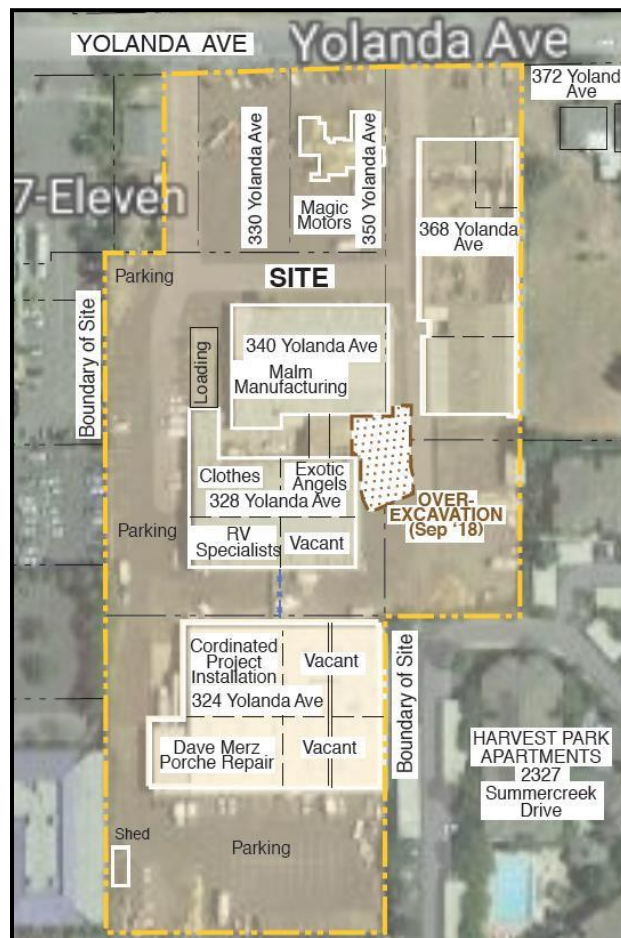 YOLANDA AVE
Yolanda Ave
372 Yoland
Ave
330 Yolanda Ave
350 Yolanda Ave
7-Eleven
Magic
Motors
368 Yolanda
Ave
Parking
SITE
Boundary of Site
Loading
340 Yolanda Ave
Malm
Manufacturing
Clothes
Exotic
Angels
328 Yolanda Ave
OVER-
EXCAVATION
(Sep '18)
Parking
RV
Specialists
Vacant
Cordinated
Project
Installation
Vacant
324 Yolanda Ave
Boundary of Site
Dave Merz
Porche Repair
Vacant
HARVEST PARK
APARTMENTS
2327
Summercreek
Drive
Shed
Parking